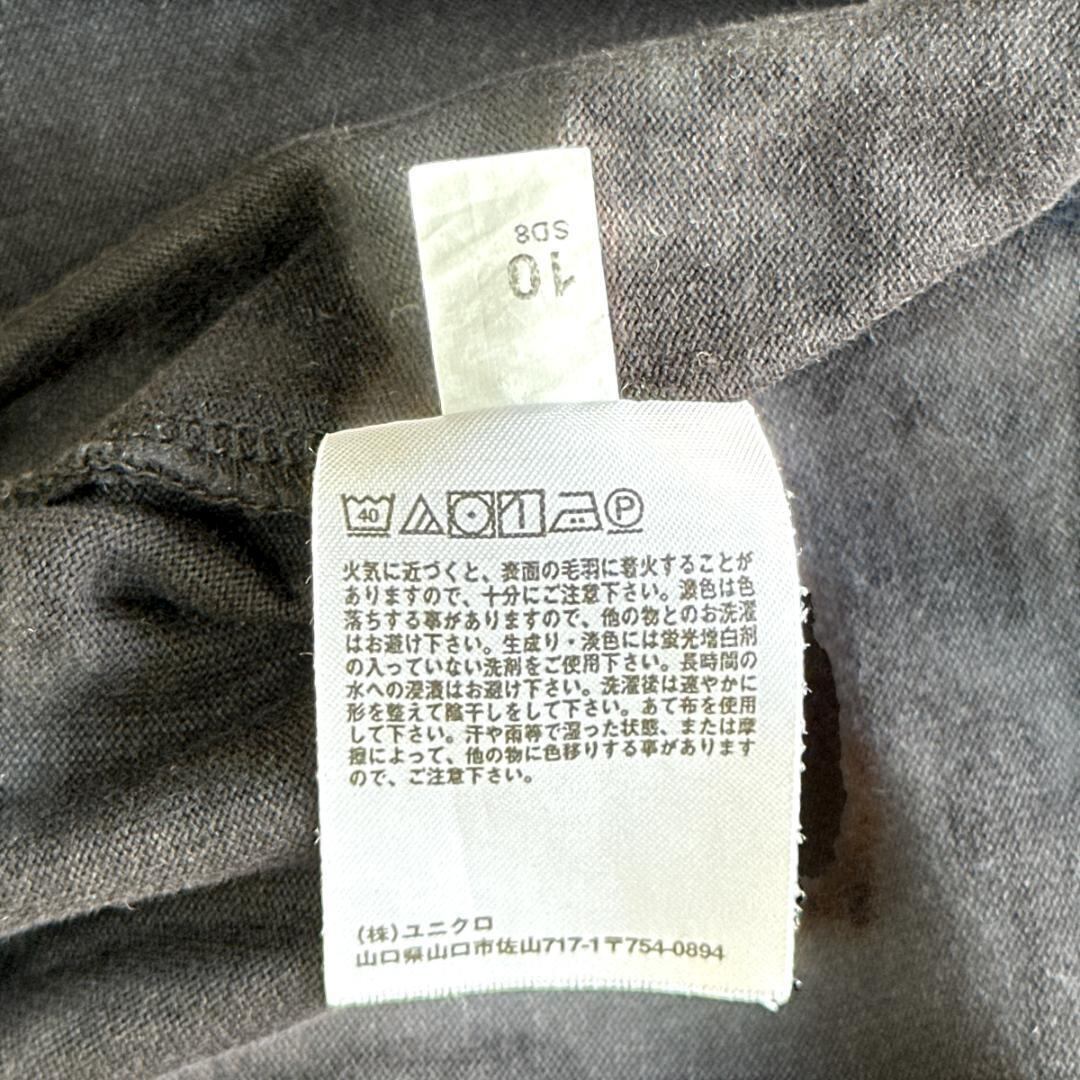 SD8
10
40
P
火気に近づくと、表面の毛羽に着火することが
ありますので、十分にご注意下さい。濃色は色
落ちする事がありますので、他の物とのお洗濯
はお避け下さい。生成り・淡色には蛍光増白剤
の入っていない洗剤をご使用下さい。長時間の
水への浸漬はお避け下さい。洗濯後は速やかに
形を整えて陰干しをして下さい。あて布を使用
して下さい。汗や雨等で湿った状態、または摩
擦によって、他の物に色移りする事があります
ので、ご注意下さい。
(株)ユニクロ
山口県山口市佐山717-1〒754-0894